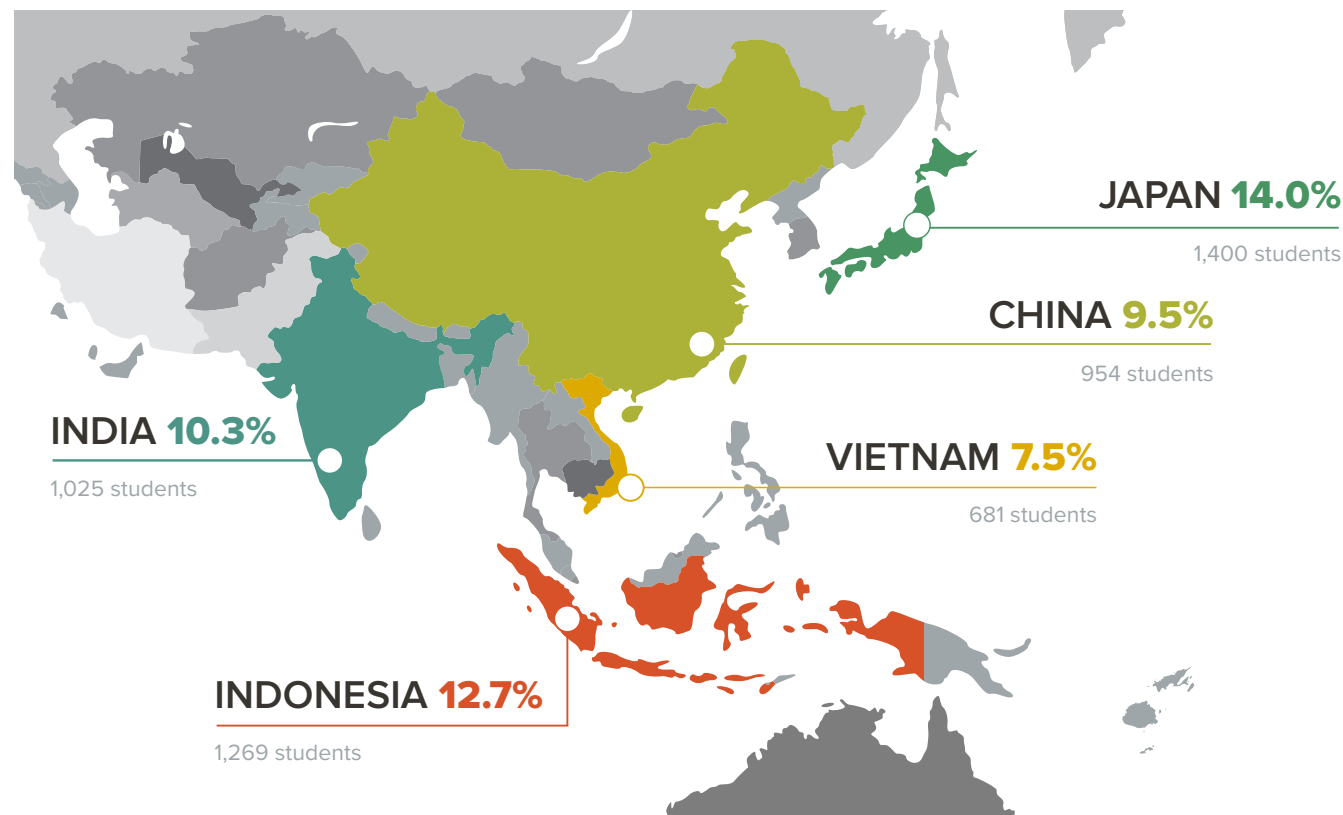 JAPAN 14.0%
1,400 students
CHINA 9.5%
954 students
INDIA 10.3%
1,025 students
VIETNAM 7.5%
681 students
INDONESIA 12.7%
1,269 students